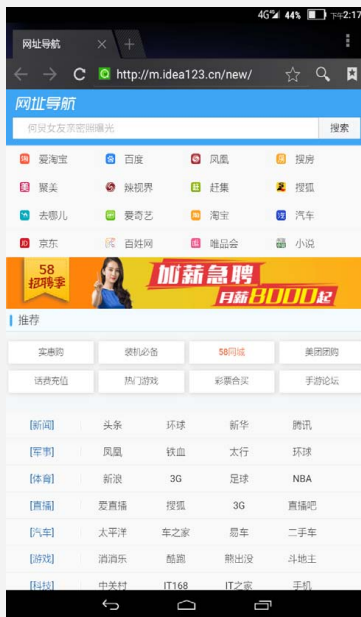 4G 44% 下午2:17
网址导航
http://m.idea123.cn/new/
网址导航
何炅女友亲密照曝光 搜索
爱淘宝 百度 凤凰 搜房
聚美 辣视界 赶集 搜狐
去哪儿 爱奇艺 淘宝 汽车
京东 百姓网 唯品会 小说
58 招聘季 加薪急聘
月薪8000起
推荐
实惠购 装机必备 58同城 美团团购
话费充值 热门游戏 彩票合买 手游论坛
[新闻] 头条 环球 新华 腾讯
[军事] 凤凰 铁血 太行 环球
[体育] 新浪 3G 足球 NBA
[直播] 爱直播 搜狐 3G 直播吧
[汽车] 太平洋 车之家 易车 二手车
[游戏] 消消乐 酷跑 熊出没 斗地主
[科技] 中关村 IT168 IT之家 手机